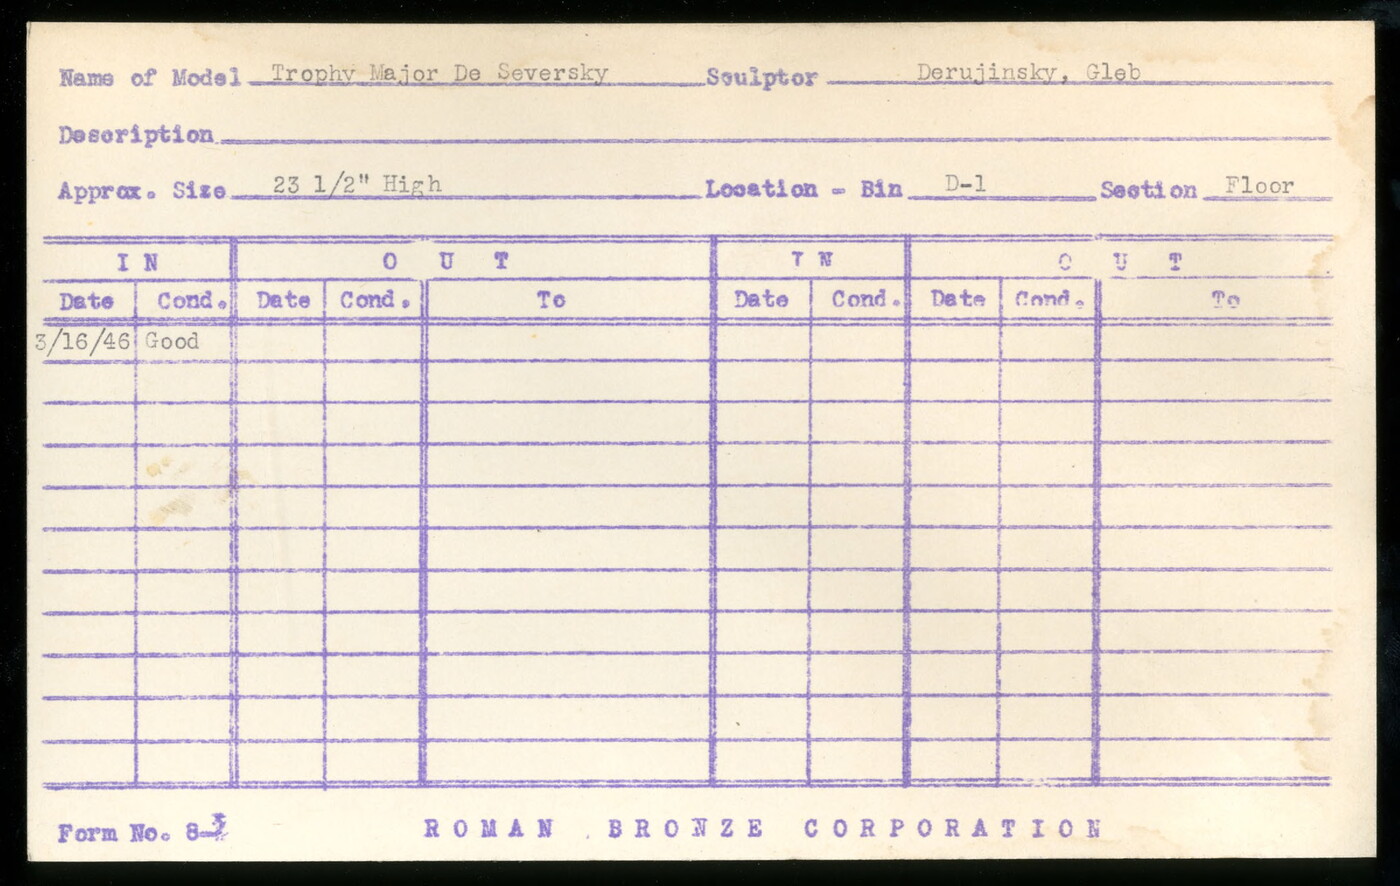 Name of Model Trophy Major De Seversky Sculptor Derujinsky, Gleb
Description
Approx. Size 23 1/2" High Location - Bin D-1 Section Floor
IN OUT IN OUT
Date Cond. Date Cond. To Date Cond. Date Cond. To
3/16/46 Good
Form No. 8-3 ROMAN BRONZE CORPORATION